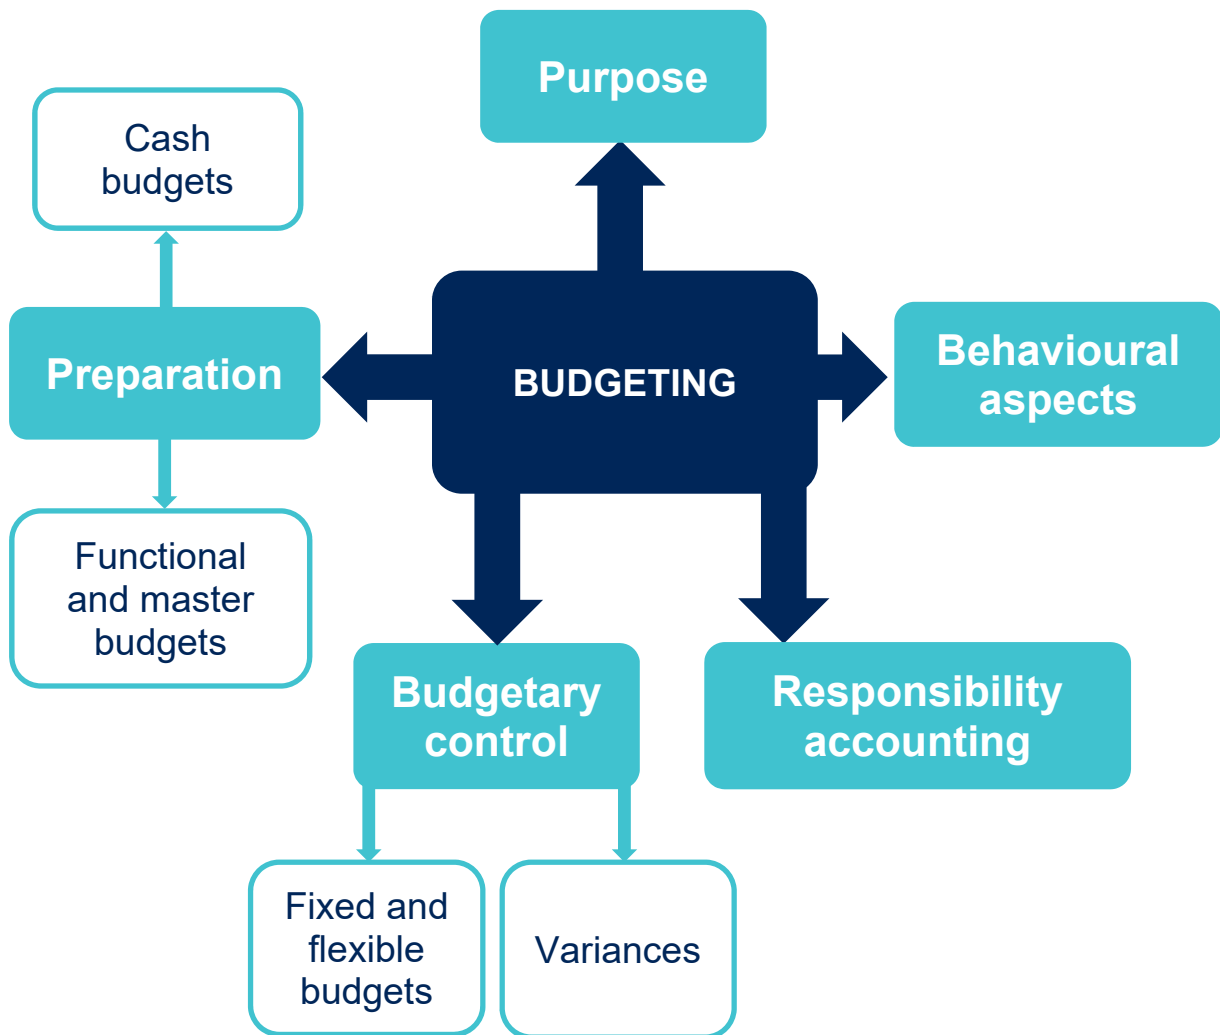 Purpose
Cash
budgets
Preparation
BUDGETING
Behavioural
aspects
Functional
and master
budgets
Budgetary
control
Responsibility
accounting
Fixed and
flexible
budgets
Variances